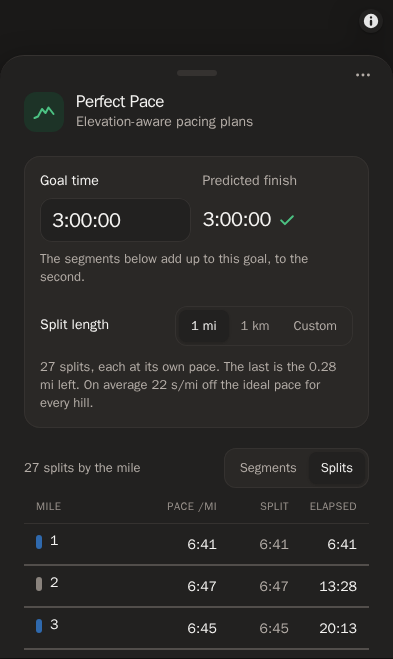 Perfect Pace
Elevation-aware pacing plans
Goal time
Predicted finish
3:00:00
3:00:00
The segments below add up to this goal, to the
second.
Split length
1 mi
1 km
Custom
27 splits, each at its own pace. The last is the 0.28
mi left. On average 22 s/mi off the ideal pace for
every hill.
27 splits by the mile
Segments
Splits
MILE PACE /MI SPLIT ELAPSED
1 6:41 6:41 6:41
2 6:47 6:47 13:28
3 6:45 6:45 20:13